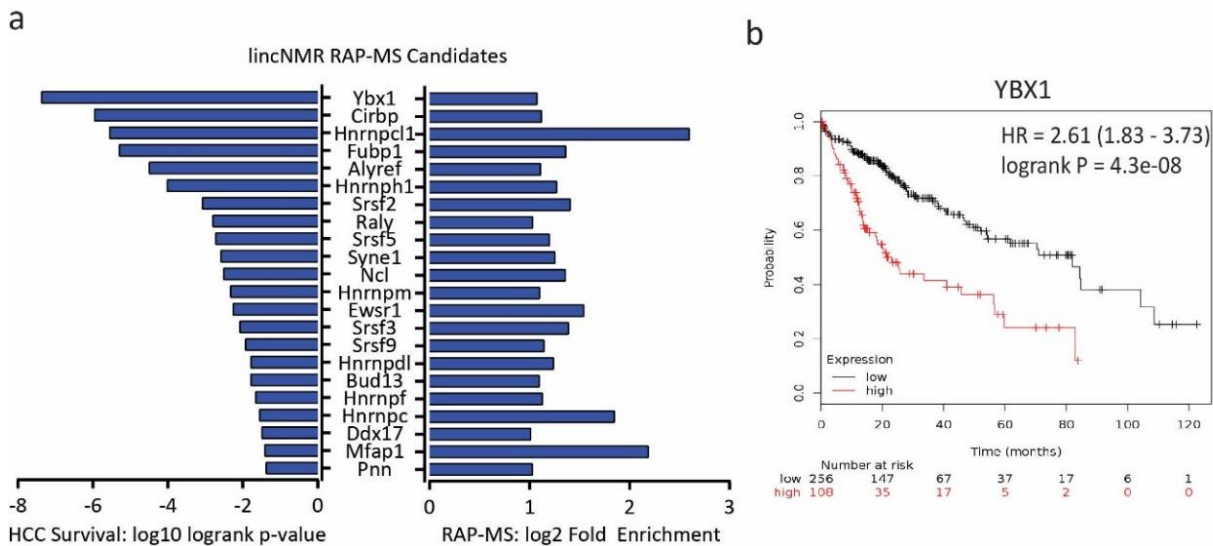 a
lincNMR RAP-MS Candidates
Ybx1
Cirbp
Hnrnpcl1
Fubp1
Alyref
Hnrnph1
Srsf2
Raly
Srsf5
Syne1
Ncl
Hnrnpm
Ewsr1
Srsf3
Srsf9
Hnrnpdl
Bud13
Hnrnpf
Hnrnpc
Ddx17
Mfap1
Pnn
-8 -6 -4 -2 0
HCC Survival: log10 logrank p-value
0 1 2 3
RAP-MS: log2 Fold Enrichment
b
YBX1
HR = 2.61 (1.83 - 3.73)
logrank P = 4.3e-08
Probability
1.0
0.8
0.6
0.4
0.2
0.0
Expression
low
high
0 20 40 60 80 100 120
Time (months)
Number at risk
low 256 147 67 37 17 6 1
high 108 35 17 5 2 0 0